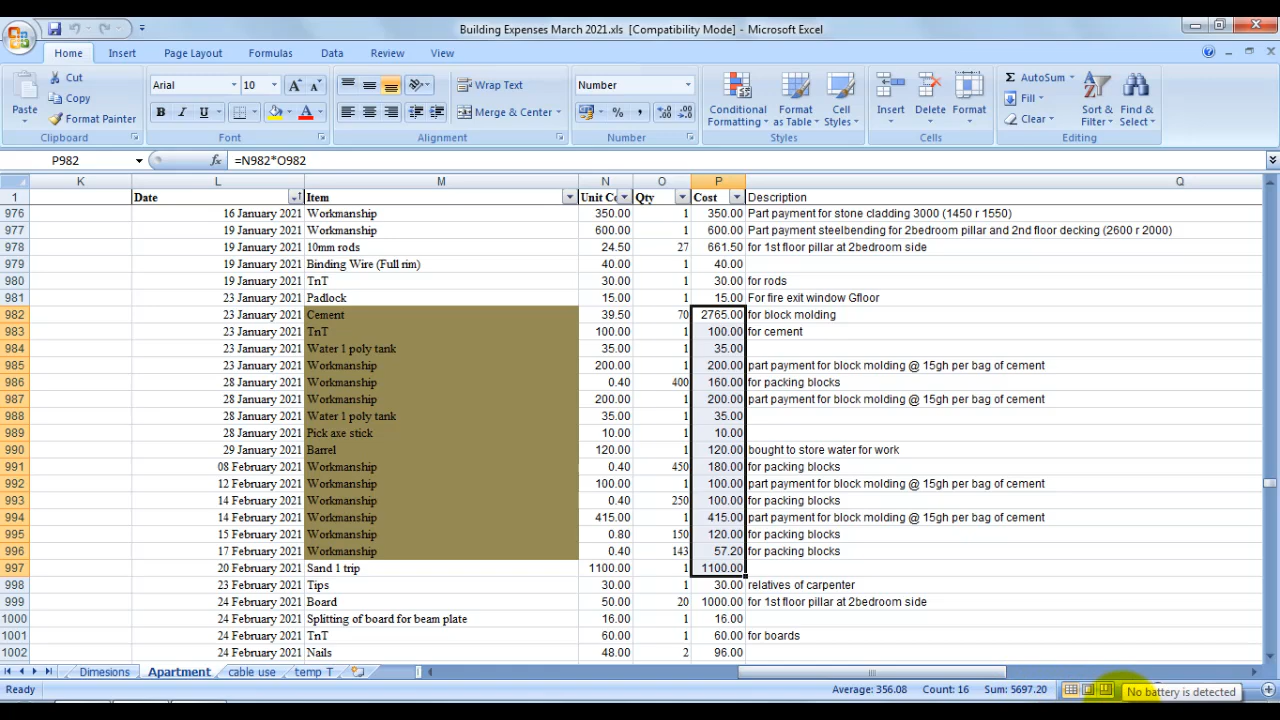 Building Expenses March 2021.xls [Compatibility Mode] - Microsoft Excel
Home Insert Page Layout Formulas Data Review View
Paste Cut Copy Format Painter Clipboard
Arial 10 A A B I U A Font
Wrap Text Merge & Center Alignment
Number % , Number
Conditional Formatting Format as Table Cell Styles Styles
Insert Delete Format Cells
Σ AutoSum Fill Clear Sort & Filter Find & Select Editing
P982 fx =N982*O982
K L M N O P Q
1 Date Item Unit Co Qty Cost Description
976 16 January 2021 Workmanship 350.00 1 350.00 Part payment for stone cladding 3000 (1450 r 1550)
977 19 January 2021 Workmanship 600.00 1 600.00 Part payment steelbending for 2bedroom pillar and 2nd floor decking (2600 r 2000)
978 19 January 2021 10mm rods 24.50 27 661.50 for 1st floor pillar at 2bedroom side
979 19 January 2021 Binding Wire (Full rim) 40.00 1 40.00
980 19 January 2021 TnT 30.00 1 30.00 for rods
981 23 January 2021 Padlock 15.00 1 15.00 For fire exit window Gfloor
982 23 January 2021 Cement 39.50 70 2765.00 for block molding
983 23 January 2021 TnT 100.00 1 100.00 for cement
984 23 January 2021 Water 1 poly tank 35.00 1 35.00
985 23 January 2021 Workmanship 200.00 1 200.00 part payment for block molding @ 15gh per bag of cement
986 28 January 2021 Workmanship 0.40 400 160.00 for packing blocks
987 28 January 2021 Workmanship 200.00 1 200.00 part payment for block molding @ 15gh per bag of cement
988 28 January 2021 Water 1 poly tank 35.00 1 35.00
989 28 January 2021 Pick axe stick 10.00 1 10.00
990 29 January 2021 Barrel 120.00 1 120.00 bought to store water for work
991 08 February 2021 Workmanship 0.40 450 180.00 for packing blocks
992 12 February 2021 Workmanship 100.00 1 100.00 part payment for block molding @ 15gh per bag of cement
993 14 February 2021 Workmanship 0.40 250 100.00 for packing blocks
994 14 February 2021 Workmanship 415.00 1 415.00 part payment for block molding @ 15gh per bag of cement
995 15 February 2021 Workmanship 0.80 150 120.00 for packing blocks
996 17 February 2021 Workmanship 0.40 143 57.20 for packing blocks
997 20 February 2021 Sand 1 trip 1100.00 1 1100.00
998 23 February 2021 Tips 30.00 1 30.00 relatives of carpenter
999 24 February 2021 Board 50.00 20 1000.00 for 1st floor pillar at 2bedroom side
1000 24 February 2021 Splitting of board for beam plate 16.00 1 16.00
1001 24 February 2021 TnT 60.00 1 60.00 for boards
1002 24 February 2021 Nails 48.00 2 96.00
Dimesions Apartment cable use temp T
Ready Average: 356.08 Count: 16 Sum: 5697.20 No battery is detected